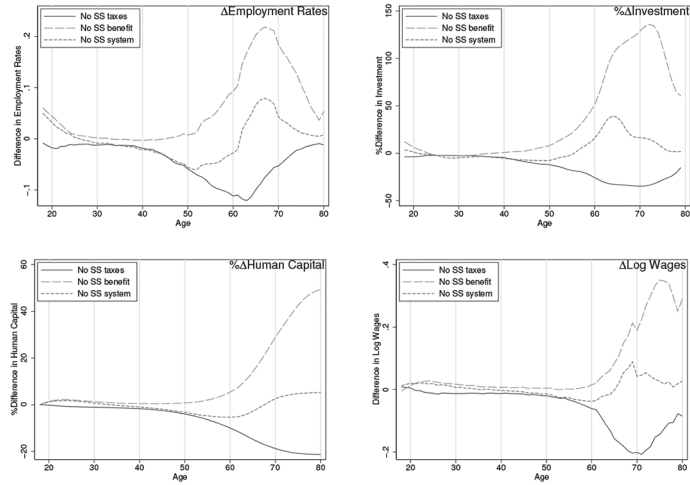 ΔEmployment Rates
No SS taxes
No SS benefit
No SS system
Difference in Employment Rates
.2
.1
0
-.1
20 30 40 50 60 70 80
Age
%ΔInvestment
No SS taxes
No SS benefit
No SS system
%Difference in Investment
150
100
50
0
-50
20 30 40 50 60 70 80
Age
%ΔHuman Capital
No SS taxes
No SS benefit
No SS system
%Difference in Human Capital
60
40
20
0
-20
20 30 40 50 60 70 80
Age
ΔLog Wages
No SS taxes
No SS benefit
No SS system
Difference in Log Wages
.4
.2
0
-.2
20 30 40 50 60 70 80
Age